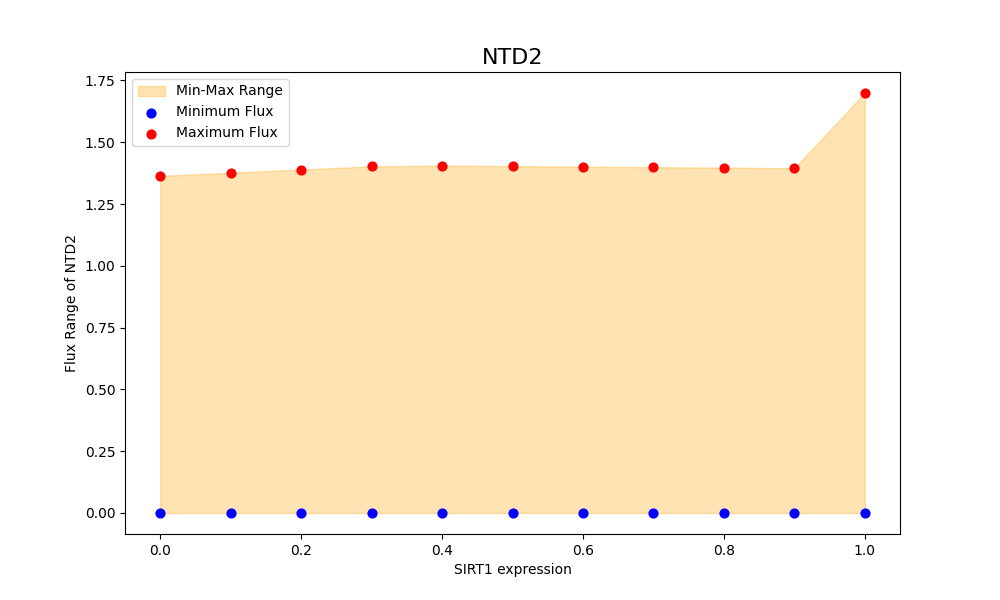 NTD2
Min-Max Range
Minimum Flux
Maximum Flux
Flux Range of NTD2
1.75
1.50
1.25
1.00
0.75
0.50
0.25
0.00
0.0 0.2 0.4 0.6 0.8 1.0
SIRT1 expression